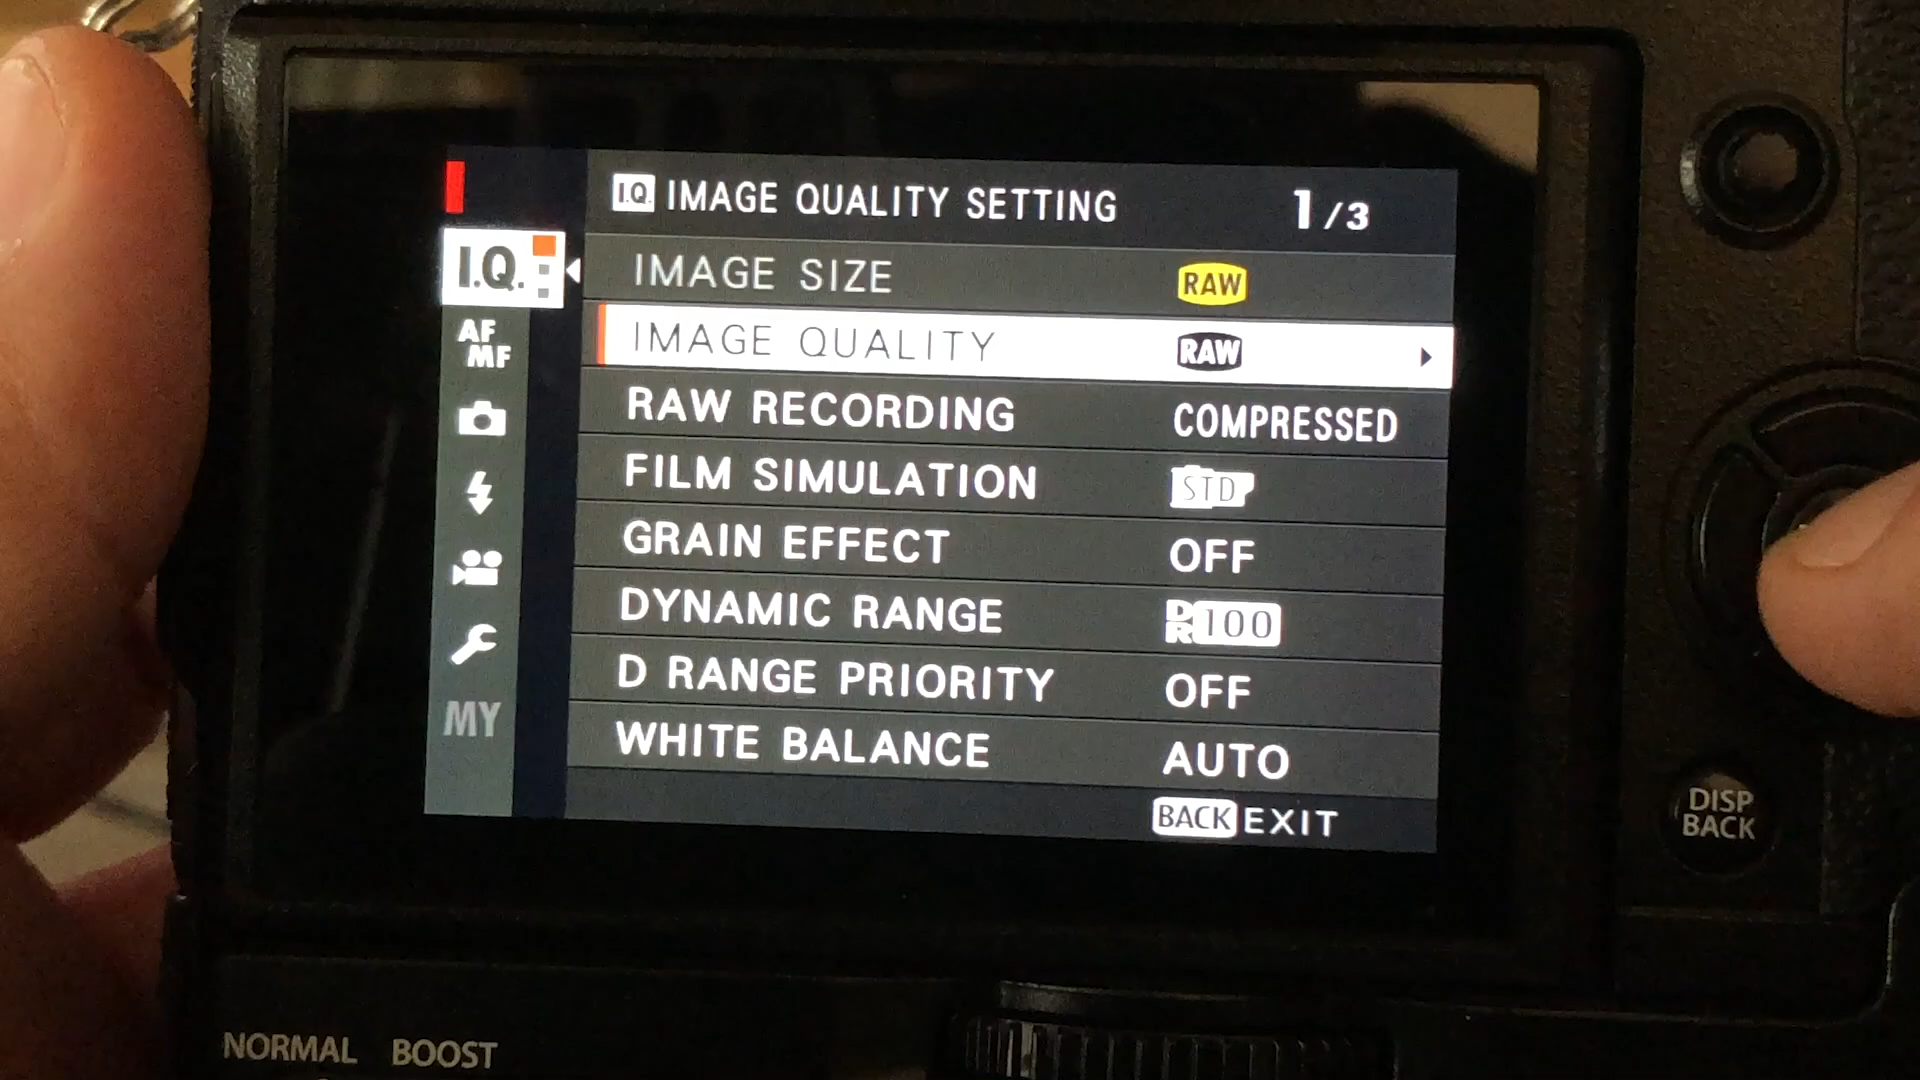 I.Q. IMAGE QUALITY SETTING 1/3
I.Q.
IMAGE SIZE RAW
IMAGE QUALITY RAW
AF
MF
RAW RECORDING COMPRESSED
FILM SIMULATION STD
GRAIN EFFECT OFF
DYNAMIC RANGE DR100
D RANGE PRIORITY OFF
MY
WHITE BALANCE AUTO
BACK EXIT
DISP
BACK
NORMAL BOOST